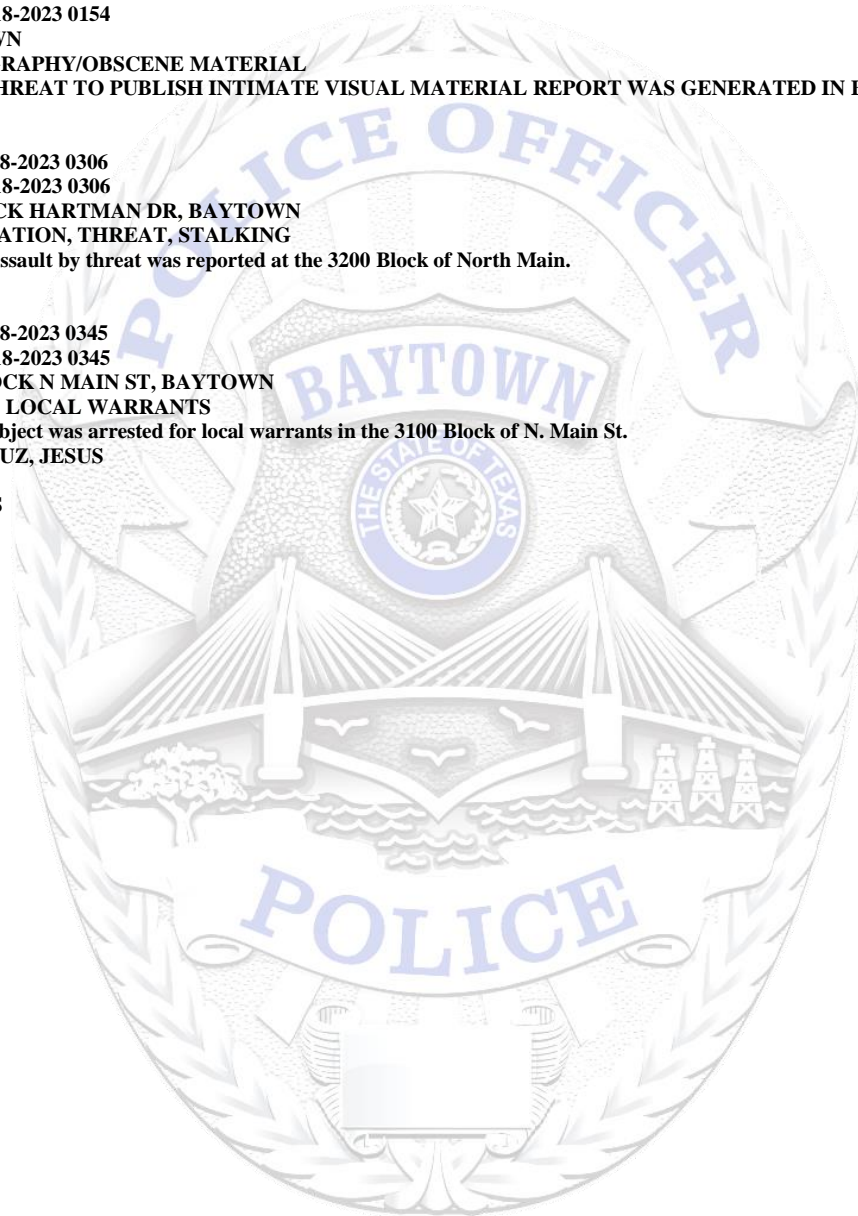 8-2023 0154
WN
RAPHY/OBSCENE MATERIAL
HREAT TO PUBLISH INTIMATE VISUAL MATERIAL REPORT WAS GENERATED IN
8-2023 0306
8-2023 0306
CK HARTMAN DR, BAYTOWN
ATION, THREAT, STALKING
ssault by threat was reported at the 3200 Block of North Main.
8-2023 0345
8-2023 0345
OCK N MAIN ST, BAYTOWN
LOCAL WARRANTS
bject was arrested for local warrants in the 3100 Block of N. Main St.
UZ, JESUS
S
POLICE OFFICER
BAYTOWN
THE STATE OF TEXAS
POLICE